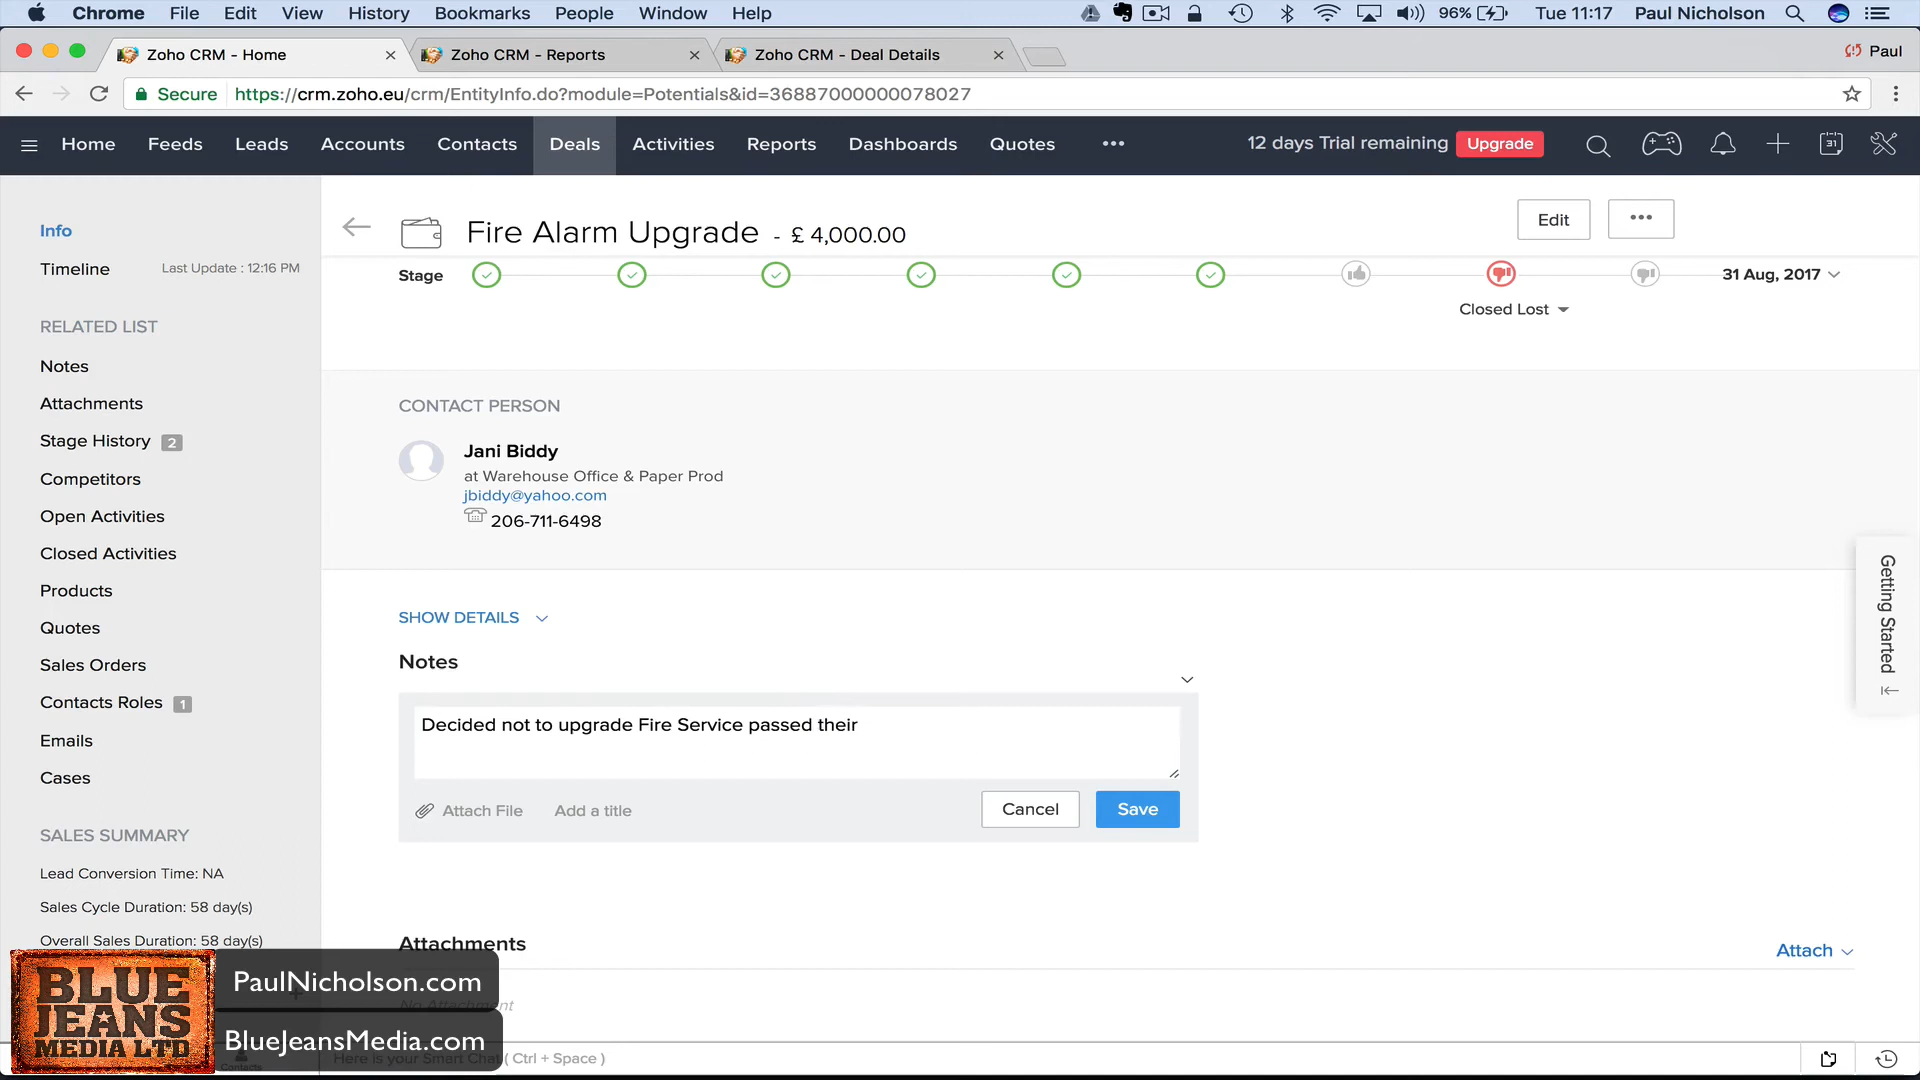 Chrome File Edit View History Bookmarks People Window Help 96% Tue 11:17 Paul Nicholson
Zoho CRM - Home Zoho CRM - Reports Zoho CRM - Deal Details Paul
Secure https://crm.zoho.eu/crm/EntityInfo.do?module=Potentials&id=36887000000078027
Home Feeds Leads Accounts Contacts Deals Activities Reports Dashboards Quotes ••• 12 days Trial remaining Upgrade 31
Info
Timeline Last Update : 12:16 PM
RELATED LIST
Notes
Attachments
Stage History 2
Competitors
Open Activities
Closed Activities
Products
Quotes
Sales Orders
Contacts Roles 1
Emails
Cases
SALES SUMMARY
Lead Conversion Time: NA
Sales Cycle Duration: 58 day(s)
Overall Sales Duration: 58 day(s)
Fire Alarm Upgrade - £ 4,000.00 Edit •••
Stage 31 Aug, 2017
Closed Lost
CONTACT PERSON
Jani Biddy
at Warehouse Office & Paper Prod
jbiddy@yahoo.com
206-711-6498
SHOW DETAILS
Notes
Decided not to upgrade Fire Service passed their
Attach File Add a title Cancel Save
Attachments Attach
No Attachment
Here is your Smart Chat ( Ctrl + Space )
Getting Started
BLUE
JEANS
MEDIA LTD
PaulNicholson.com
BlueJeansMedia.com
Contacts